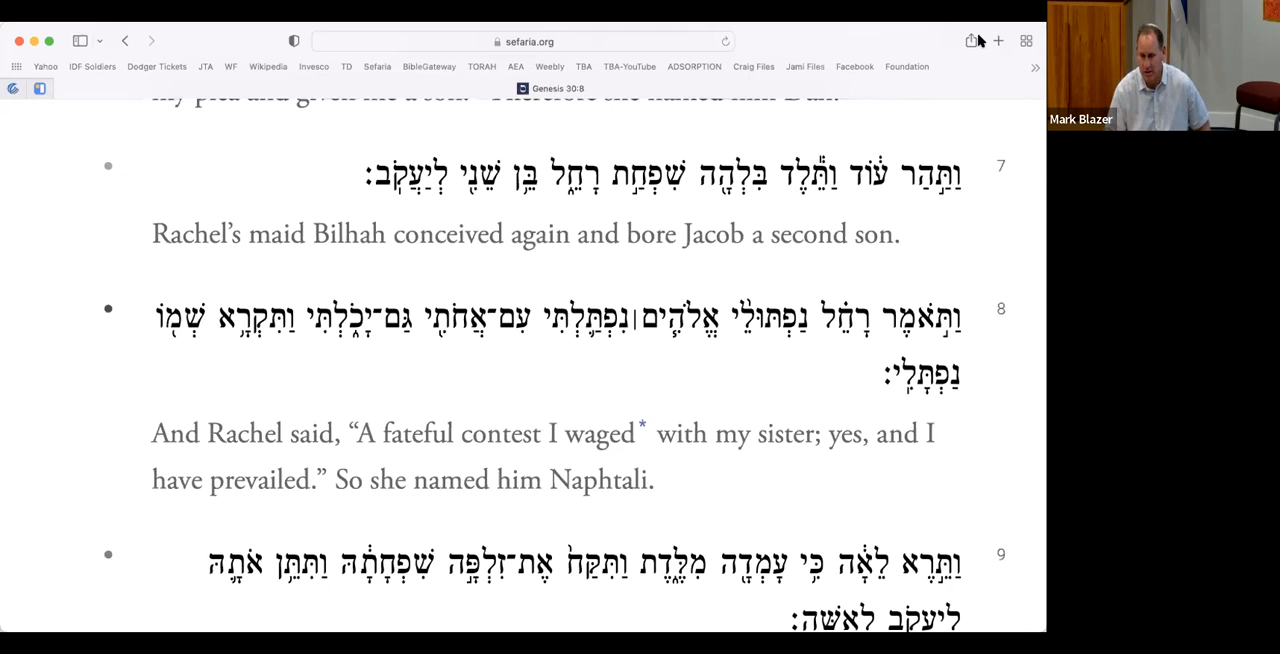 sefaria.org
Yahoo IDF Soldiers Dodger Tickets JTA WF Wikipedia Invesco TD Sefaria BibleGateway TORAH AEA Weebly TBA TBA-YouTube ADSORPTION Craig Files Jami Files Facebook Foundation
Genesis 30:8
Mark Blazer
7
וַתַּ֣הַר ע֔וֹד וַתֵּ֕לֶד בִּלְהָ֖ה שִׁפְחַ֣ת רָחֵ֑ל בֵּ֥ן שֵׁנִ֖י לְיַעֲקֹֽב׃
Rachel’s maid Bilhah conceived again and bore Jacob a second son.
8
וַתֹּ֣אמֶר רָחֵ֗ל נַפְתּוּלֵ֨י אֱלֹהִ֧ים׀נִפְתַּ֛לְתִּי עִם־אֲחֹתִ֖י גַּם־יָכֹ֑לְתִּי וַתִּקְרָ֥א שְׁמ֖וֹ
נַפְתָּלִֽי׃
And Rachel said, “A fateful contest I waged* with my sister; yes, and I
have prevailed.” So she named him Naphtali.
9
וַתֵּ֣רֶא לֵאָ֔ה כִּ֥י עָמְדָ֖ה מִלֶּ֑דֶת וַתִּקַּח֙ אֶת־זִלְפָּ֣ה שִׁפְחָתָ֔הּ וַתִּתֵּ֥ן אֹתָ֛הּ
לְיַעֲקֹ֖ב לְאִשָּֽׁה׃